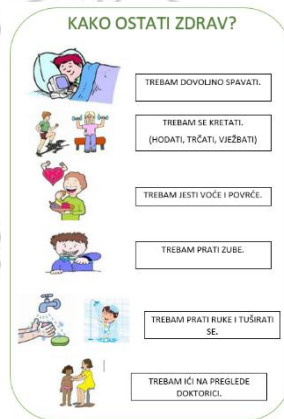 KAKO OSTATI ZDRAV?
TREBAM DOVOLJNO SPAVATI.
TREBAM SE KRETATI.
(HODATI, TRČATI, VJEŽBATI)
TREBAM JESTI VOĆE I POVRĆE.
TREBAM PRATI ZUBE.
TREBAM PRATI RUKE I TUŠIRATI
SE.
TREBAM IĆI NA PREGLEDE
DOKTORICI.